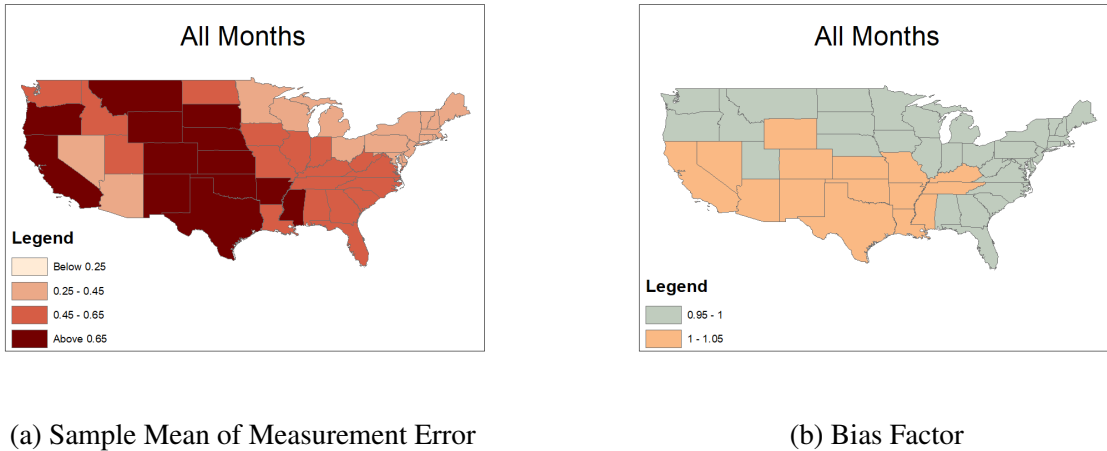 All Months
Legend
Below 0.25
0.25 - 0.45
0.45 - 0.65
Above 0.65
(a) Sample Mean of Measurement Error
All Months
Legend
0.95 - 1
1 - 1.05
(b) Bias Factor